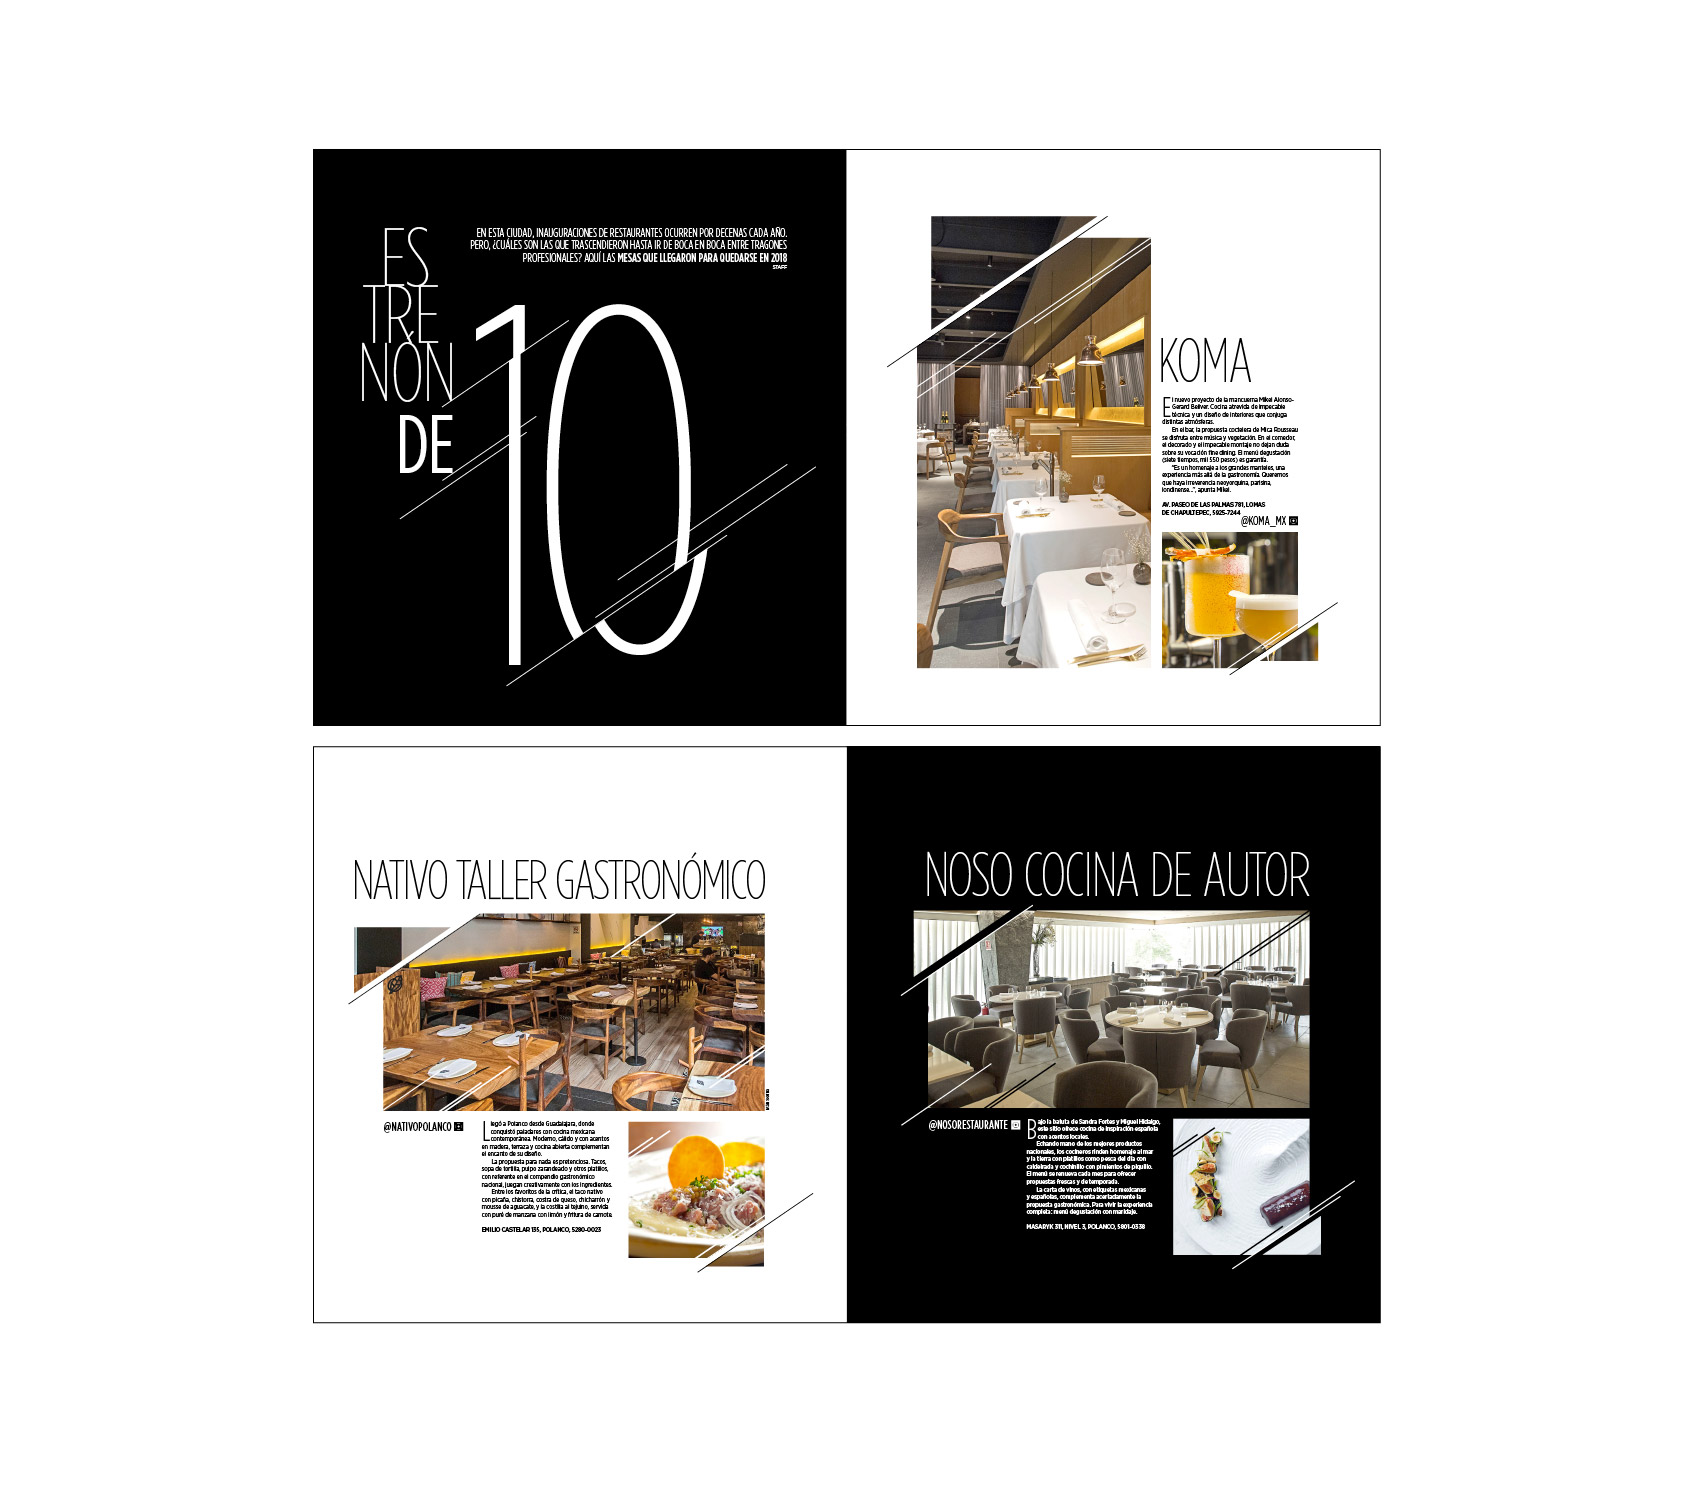 ES
TRE
NÓN
DE
10
EN ESTA CIUDAD, INAUGURACIONES DE RESTAURANTES OCURREN POR DECENAS CADA AÑO.
PERO, ¿CUÁLES SON LAS QUE TRASCENDIERON HASTA IR DE BOCA EN BOCA ENTRE TRAGONES
PROFESIONALES? AQUÍ LAS MESAS QUE LLEGARON PARA QUEDARSE EN 2018
STAFF
KOMA
El nuevo proyecto de la mancuerna Mikel Alonso-
Gerard Bellver. Cocina atrevida de impecable
técnica y un diseño de interiores que conjuga
distintas atmósferas.
En el bar, la propuesta coctelera de Mica Rousseau
se disfruta entre música y vegetación. En el comedor,
el decorado y el impecable montaje no dejan duda
sobre su vocación fine dining. El menú degustación
(siete tiempos, mil 550 pesos) es garantía.
"Es un homenaje a los grandes manteles, una
experiencia más allá de la gastronomía. Queremos
que haya irreverencia neoyorquina, parisina,
londinense...", apunta Mikel.
AV. PASEO DE LAS PALMAS 781, LOMAS
DE CHAPULTEPEC, 5925-7244
@KOMA_MX
NATIVO TALLER GASTRONÓMICO
@NATIVOPOLANCO
Llegó a Polanco desde Guadalajara, donde
conquistó paladares con cocina mexicana
contemporánea. Moderno, cálido y con acentos
en madera, terraza y cocina abierta complementan
el encanto de su diseño.
La propuesta para nada es pretenciosa. Tacos,
sopa de tortilla, pulpo zarandeado y otros platillos,
con referente en el compendio gastronómico
nacional, juegan creativamente con los ingredientes.
Entre los favoritos de la crítica, el taco nativo
con picaña, chistorra, costra de queso, chicharrón y
mousse de aguacate, y la costilla al tejuino, servida
con puré de manzana con limón y fritura de camote.
EMILIO CASTELAR 135, POLANCO, 5280-0023
NOSO COCINA DE AUTOR
@NOSORESTAURANTE
Bajo la batuta de Sandra Fortes y Miguel Hidalgo,
este sitio ofrece cocina de inspiración española
con acentos locales.
Echando mano de los mejores productos
nacionales, los cocineros rinden homenaje al mar
y la tierra con platillos como pesca del día con
caldeirada y cochinillo con pimientos de piquillo.
El menú se renueva cada mes para ofrecer
propuestas frescas y de temporada.
La carta de vinos, con etiquetas mexicanas
y españolas, complementa acertadamente la
propuesta gastronómica. Para vivir la experiencia
completa: menú degustación con maridaje.
MASARYK 311, NIVEL 3, POLANCO, 5801-0338